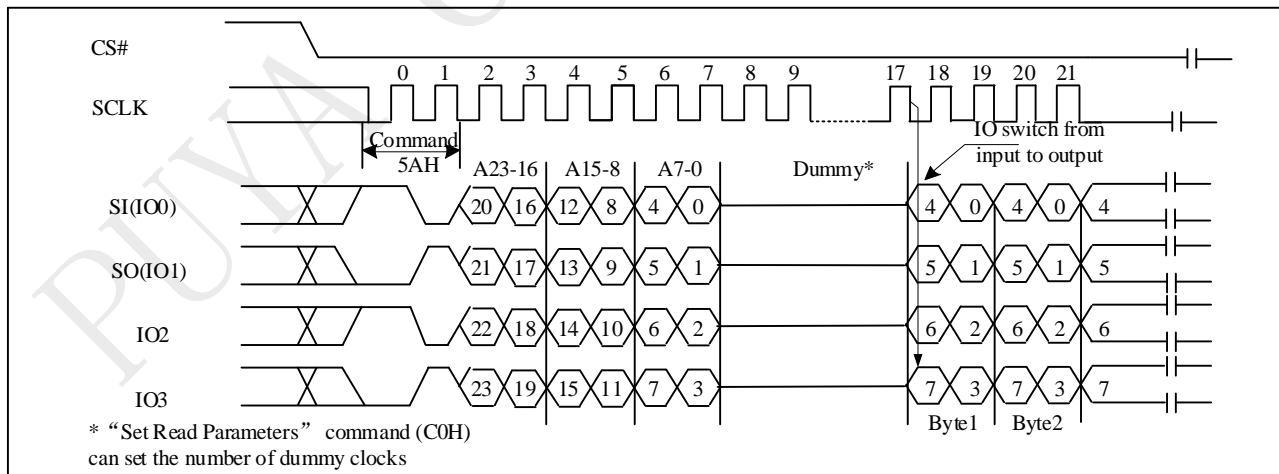 PUYA
CS#
0 1 2 3 4 5 6 7 8 9 17 18 19 20 21
SCLK
Command
5AH
IO switch from
input to output
A23-16 A15-8 A7-0 Dummy*
SI(IO0) 20 16 12 8 4 0 4 0 4 0 4
SO(IO1) 21 17 13 9 5 1 5 1 5 1 5
IO2 22 18 14 10 6 2 6 2 6 2 6
IO3 23 19 15 11 7 3 7 3 7 3 7
Byte1 Byte2
* “Set Read Parameters” command (C0H)
can set the number of dummy clocks